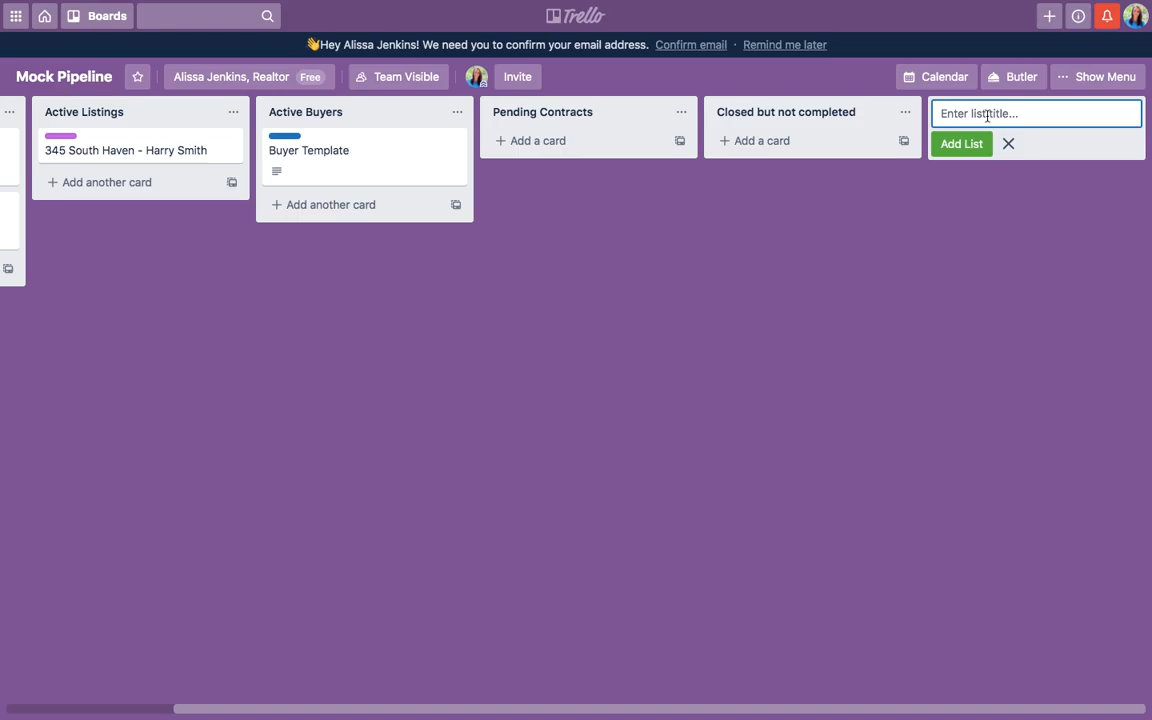 Boards
Trello
👋Hey Alissa Jenkins! We need you to confirm your email address. Confirm email · Remind me later
Mock Pipeline
Alissa Jenkins, Realtor Free
Team Visible
Invite
Calendar
Butler
··· Show Menu
Active Listings
345 South Haven - Harry Smith
+ Add another card
Active Buyers
Buyer Template
+ Add another card
Pending Contracts
+ Add a card
Closed but not completed
+ Add a card
Enter list title...
Add List